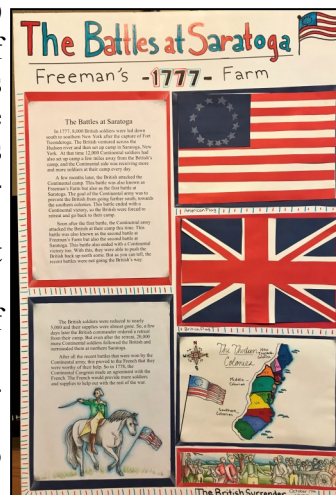 The Battles at Saratoga
Freeman's -1777- Farm
The Battles at Saratoga
In 1777, 8,000 British soldiers were led down
south to southern New York after the capture of Fort
Ticonderoga. The British ventured across the
Hudson river and then set up camp in Saratoga, New
York. At that time 12,000 Continental soldiers had
also set up camp a few miles away from the British's
camp, and the Continental side was receiving more
and more soldiers at their camp every day.
A few months later, the British attacked the
Continental camp. This battle was also known as
Freeman's Farm but also as the first battle at
Saratoga. The goal of the Continental army was to
prevent the British from going farther south, towards
the southern colonies. This battle ended with a
Continental victory, so the British were forced to
retreat and go back to their camp.
Soon after the first battle, the Continental army
attacked the British at their camp this time. This
battle was also known as the second battle at
Freeman's Farm but also the second battle at
Saratoga. This battle also ended with a Continental
victory too. With this, they were able to push the
British back up north some. But as you can tell, the
recent battles were not going the British's way
American Flag
British Flag
The British soldiers were reduced to nearly
5,000 and their supplies were almost gone. So, a few
days later the British commander ordered a retreat
from their camp. But even after the retreat, 20,000
more Continental soldiers followed the British and
surrounded them at northern Saratoga.
After all the recent battles that were won by the
Continental army, this proved to the French that they
were worthy of their help. So in 1778, the
Continental Congress made an agreement with the
French. The French would provide more soldiers
and supplies to help out with the rest of the war.
The Thirteen
Colonies
New England
Colonies
Middle
Colonies
Southern
Colonies
The British Surrender
October